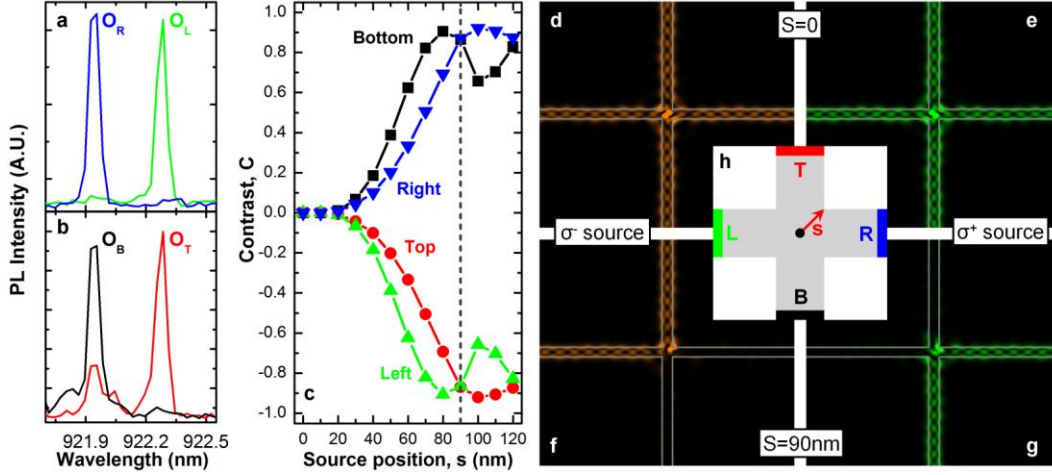 a
O_R
O_L
b
O_B
O_T
PL Intensity (A.U.)
921.9
922.2
922.5
Wavelength (nm)
1.0
0.8
0.6
0.4
0.2
0.0
-0.2
-0.4
-0.6
-0.8
-1.0
Contrast, C
Bottom
Right
Top
Left
c
0 20 40 60 80 100 120
Source position, s (nm)
d
S=0
e
h
T
L
s
R
B
σ⁻ source
σ⁺ source
f
S=90nm
g